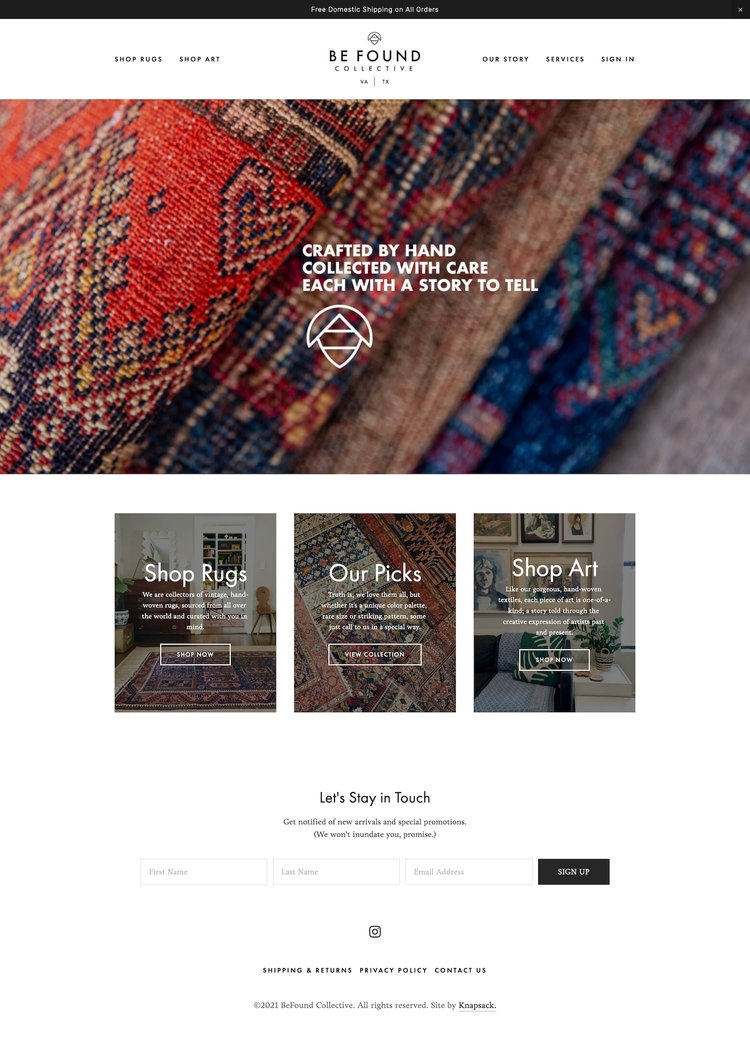 Free Domestic Shipping on All Orders
×
SHOP RUGS SHOP ART
BE FOUND
COLLECTIVE
VA | TX
OUR STORY SERVICES SIGN IN
CRAFTED BY HAND
COLLECTED WITH CARE
EACH WITH A STORY TO TELL
Shop Rugs
We are collectors of vintage, hand-
woven rugs, sourced from all over
the world and curated with you in
mind.
SHOP NOW
Our Picks
Truth is, we love them all, but
whether it's a unique color palette,
rare size or striking pattern, some
just call to us in a special way.
VIEW COLLECTION
Shop Art
Like our gorgeous, hand-woven
textiles, each piece of art is one-of-a-
kind; a story told through the
creative expression of artists past
and present.
SHOP NOW
Let's Stay in Touch
Get notified of new arrivals and special promotions.
(We won't inundate you, promise.)
First Name Last Name Email Address SIGN UP
SHIPPING & RETURNS PRIVACY POLICY CONTACT US
©2021 BeFound Collective. All rights reserved. Site by Knapsack.